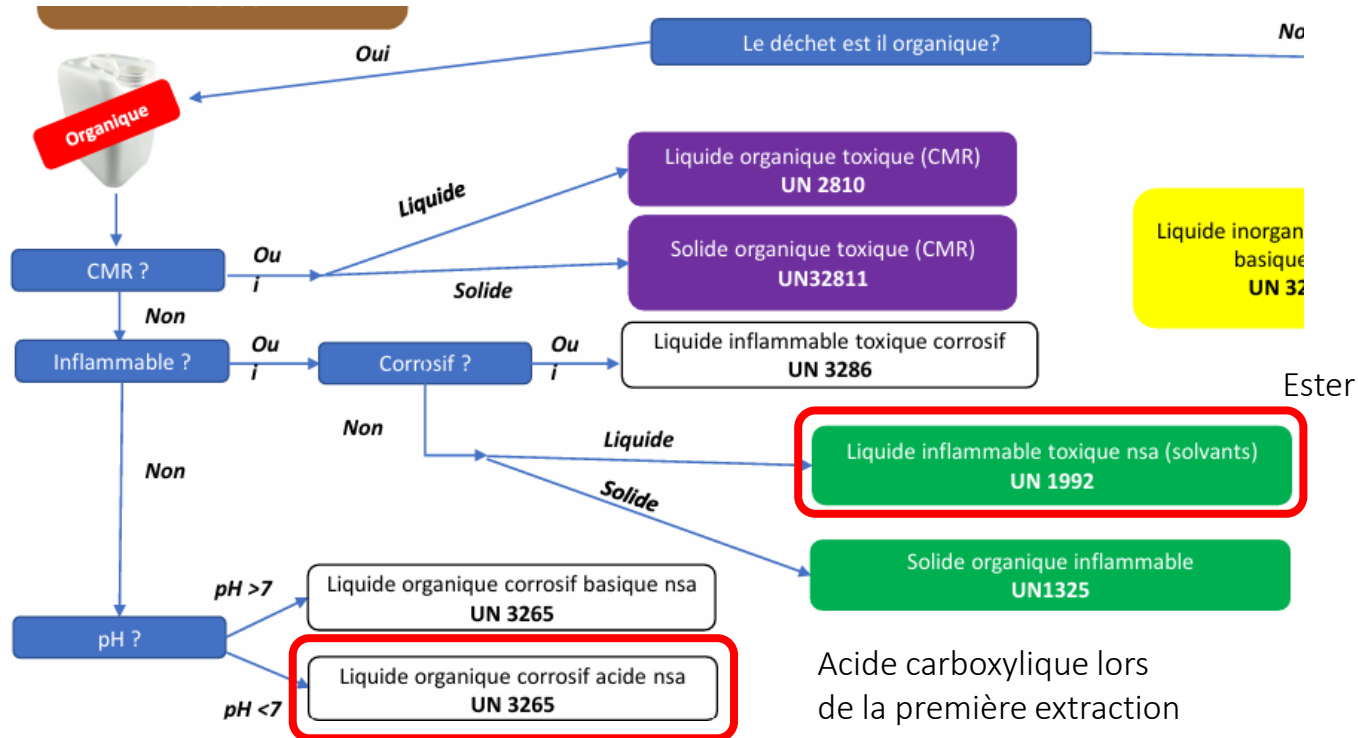 Le déchet est il organique?
No
Oui
Organique
Liquide organique toxique (CMR)
UN 2810
Liquide
Solide organique toxique (CMR)
UN32811
Liquide inorgan
basique
UN 32
CMR ?
Ou
i
Solide
Non
Inflammable ?
Ou
i
Corrosif ?
Ou
i
Liquide inflammable toxique corrosif
UN 3286
Ester
Non
Liquide
Liquide inflammable toxique nsa (solvants)
UN 1992
Non
Solide
Solide organique inflammable
UN1325
pH >7
Liquide organique corrosif basique nsa
UN 3265
pH ?
Liquide organique corrosif acide nsa
UN 3265
pH <7
Acide carboxylique lors
de la première extraction